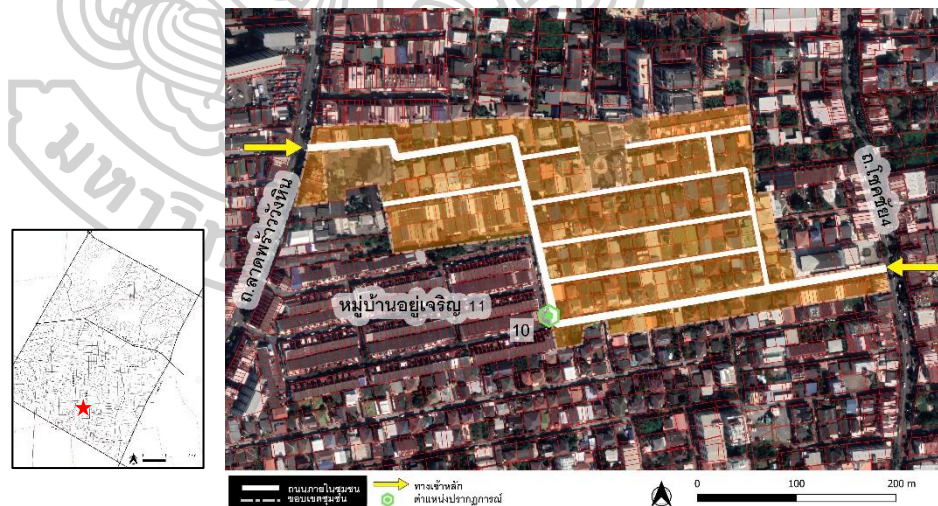 ถ.ลาดพร้าววังหิน
ถ.โชคชัย4
หมู่บ้านอยู่เจริญ 11
10
ถนนภายในชุมชน
ขอบเขตชุมชน
ทางเข้าหลัก
ตำแหน่งปรากฏการณ์
0 100 200 m